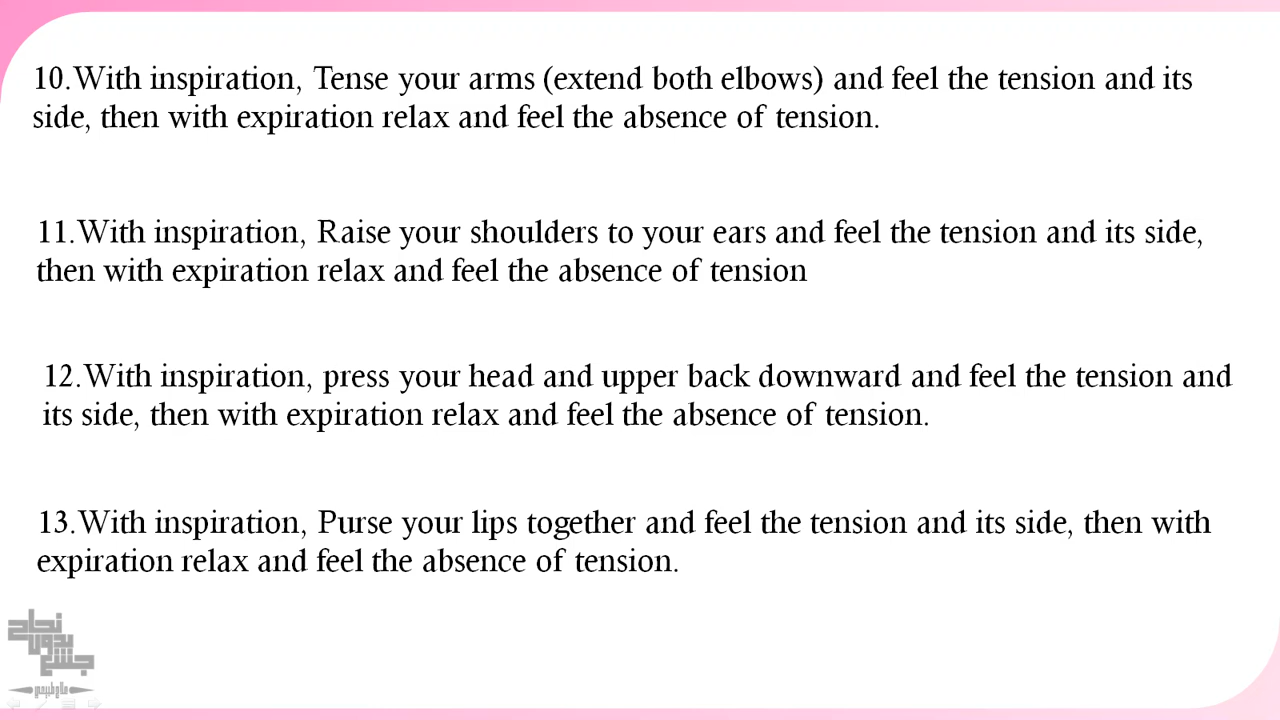 10.With inspiration, Tense your arms (extend both elbows) and feel the tension and its
side, then with expiration relax and feel the absence of tension.
11.With inspiration, Raise your shoulders to your ears and feel the tension and its side,
then with expiration relax and feel the absence of tension
12.With inspiration, press your head and upper back downward and feel the tension and
its side, then with expiration relax and feel the absence of tension.
13.With inspiration, Purse your lips together and feel the tension and its side, then with
expiration relax and feel the absence of tension.
نجاح
بدون
جشع